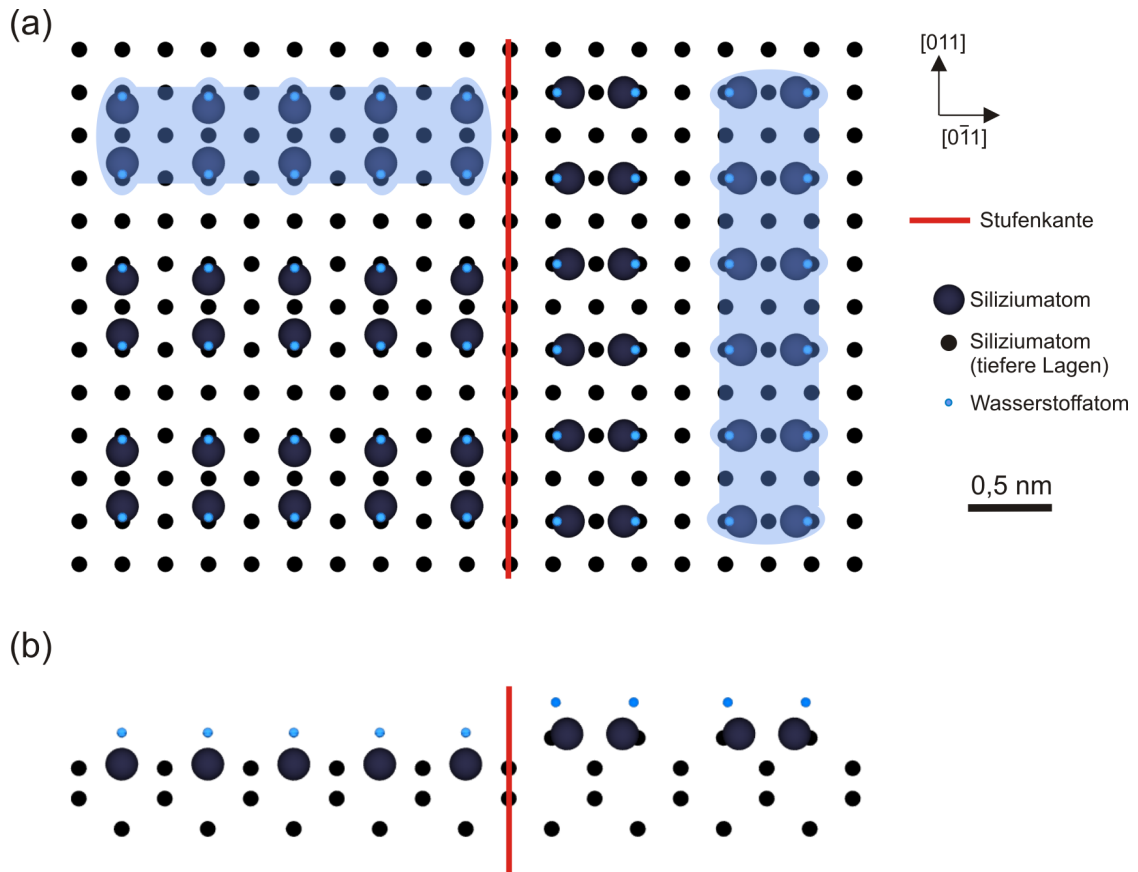 (a)
[011]
[01̅1]
Stufenkante
Siliziumatom
Siliziumatom
(tiefere Lagen)
Wasserstoffatom
0,5 nm
(b)